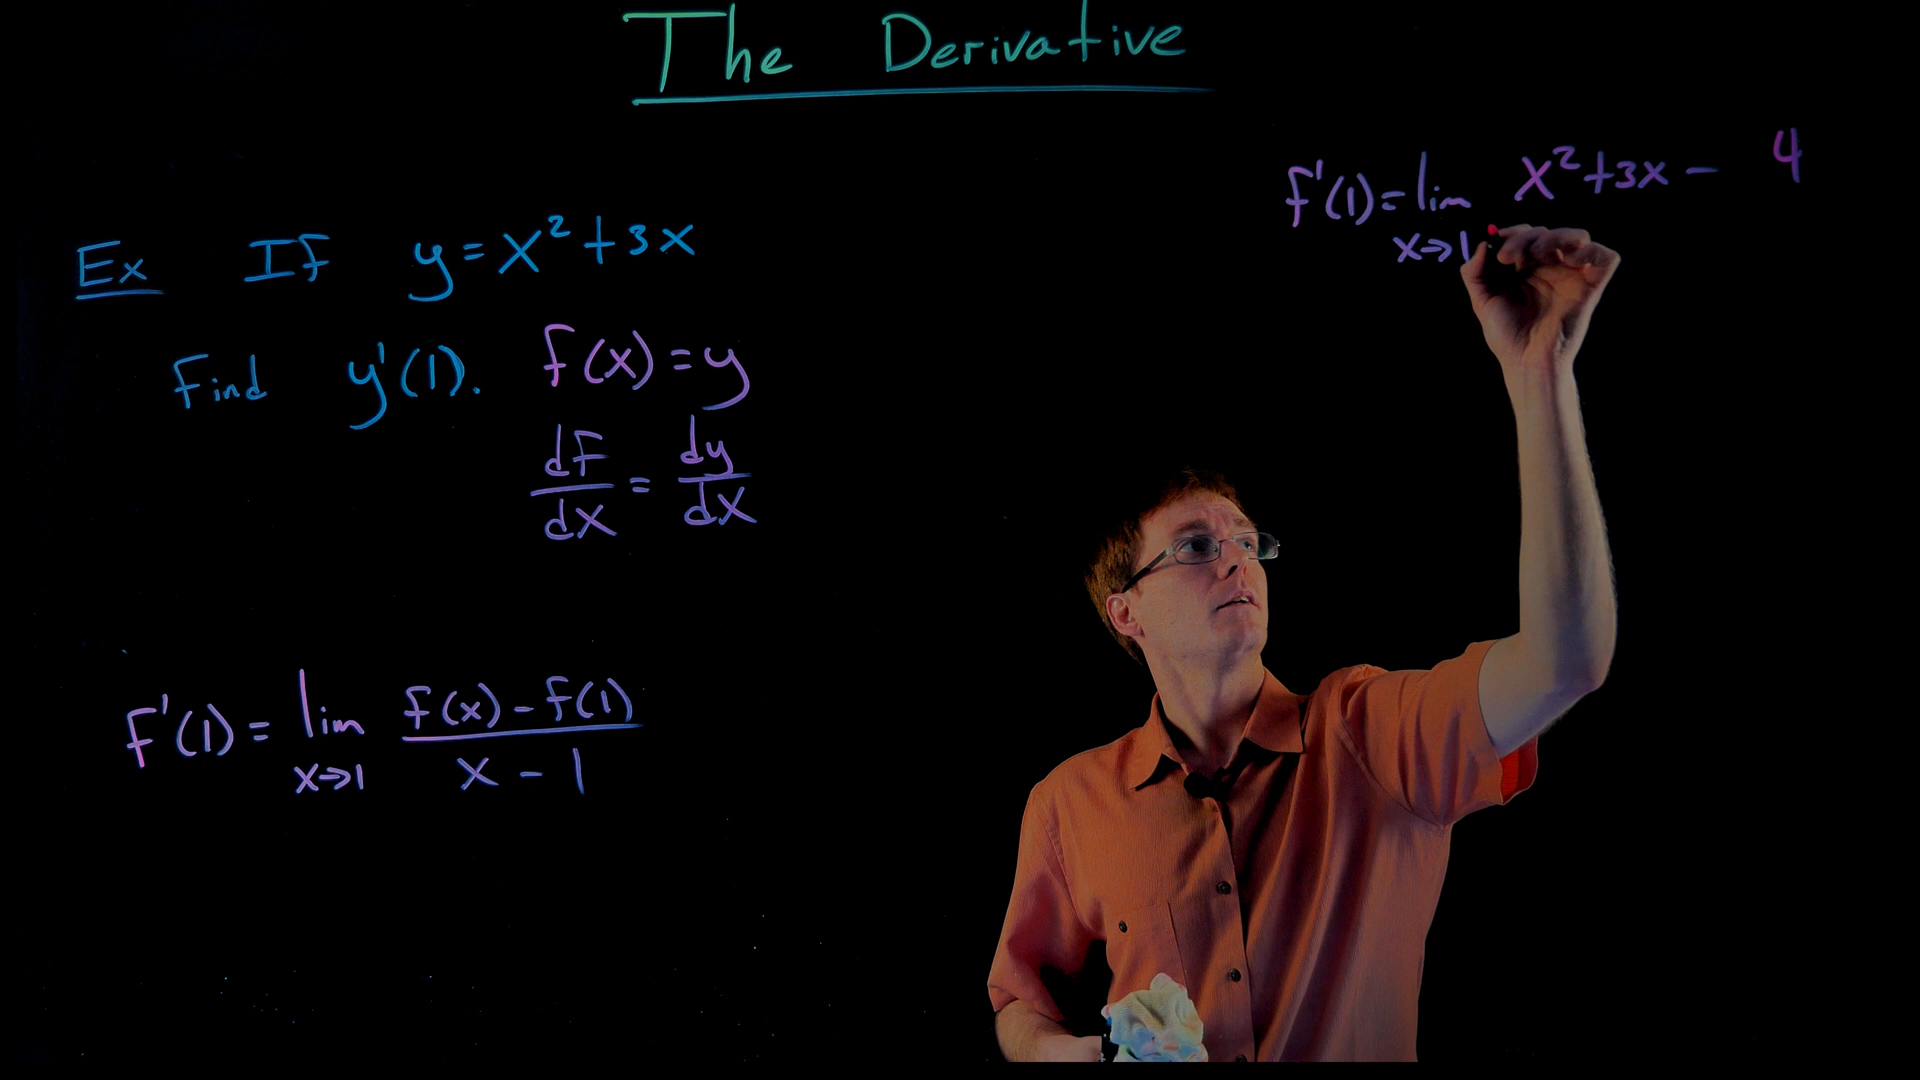 The Derivative
Ex If y=x²+3x
Find y'(1). f(x)=y
df/dx = dy/dx
f'(1)= lim x→1 f(x)-f(1) / x-1
f'(1)= lim x→1 x²+3x- 4